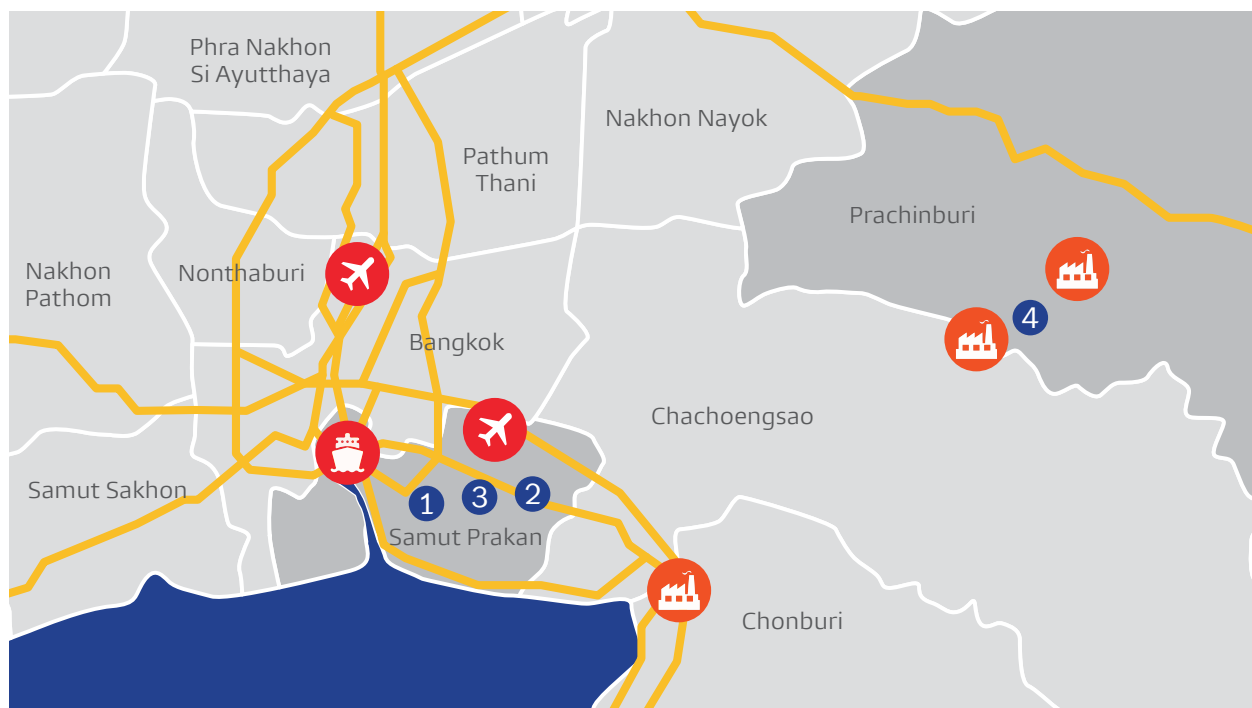 Phra Nakhon
Si Ayutthaya
Nakhon Nayok
Pathum
Thani
Prachinburi
Nakhon
Pathom
Nonthaburi
4
Bangkok
Chachoengsao
Samut Sakhon
1
3
2
Samut Prakan
Chonburi